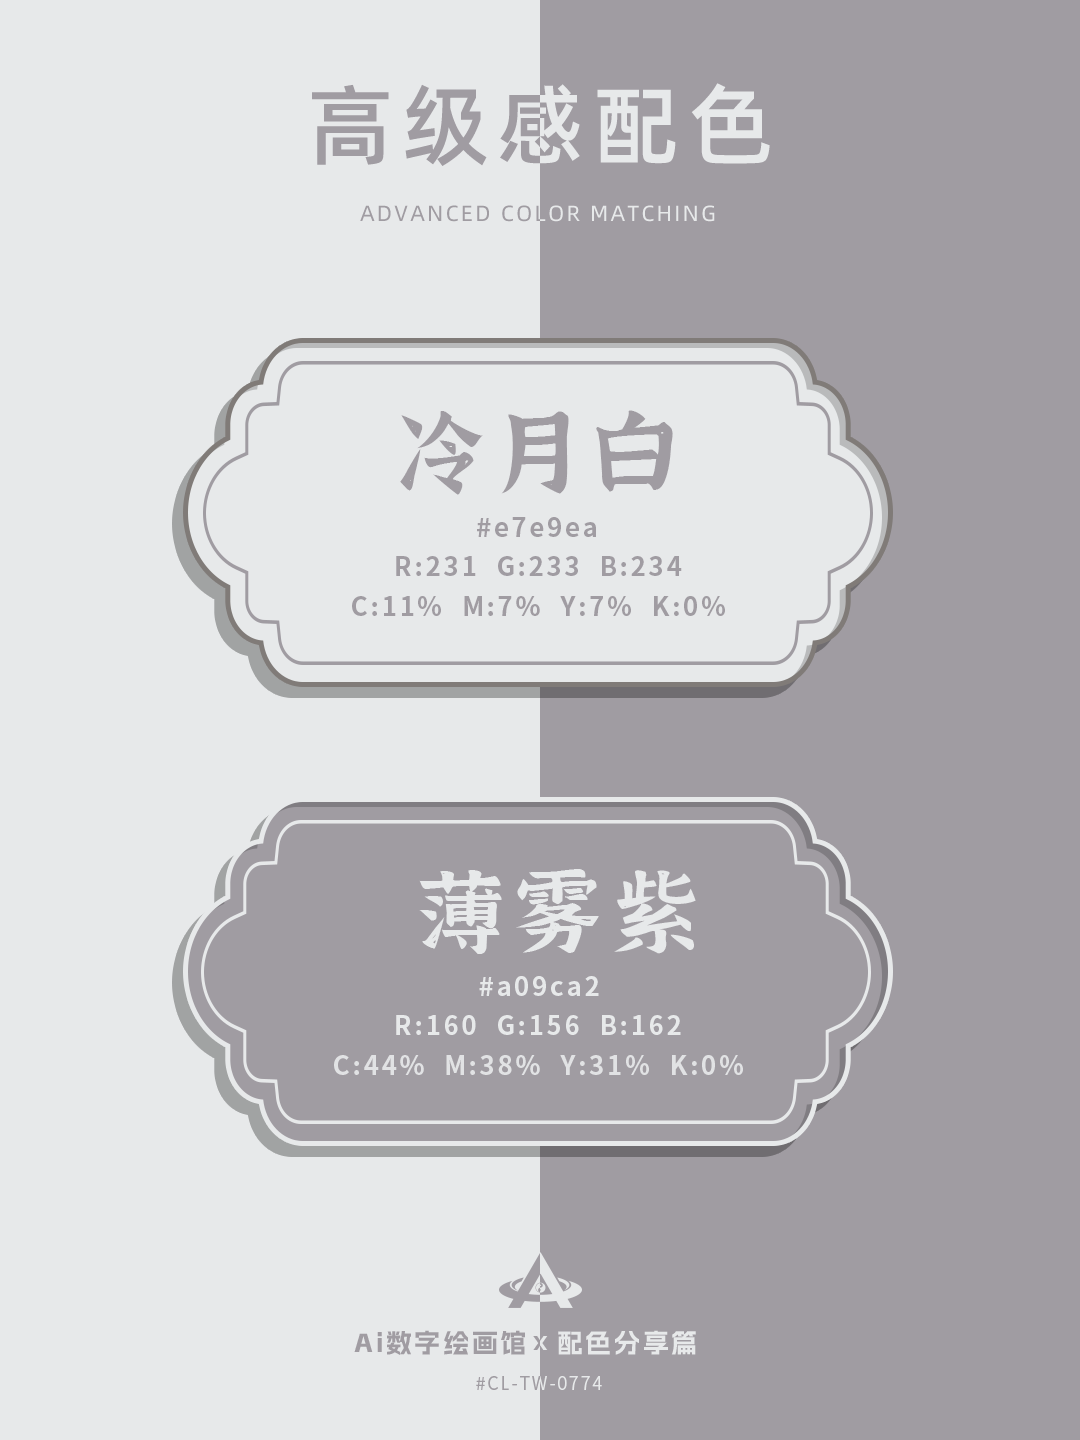 高级感配色
ADVANCED COLOR MATCHING
冷月白
#e7e9ea
R:231 G:233 B:234
C:11% M:7% Y:7% K:0%
薄雾紫
#a09ca2
R:160 G:156 B:162
C:44% M:38% Y:31% K:0%
Ai数字绘画馆 x 配色分享篇
#CL-TW-0774